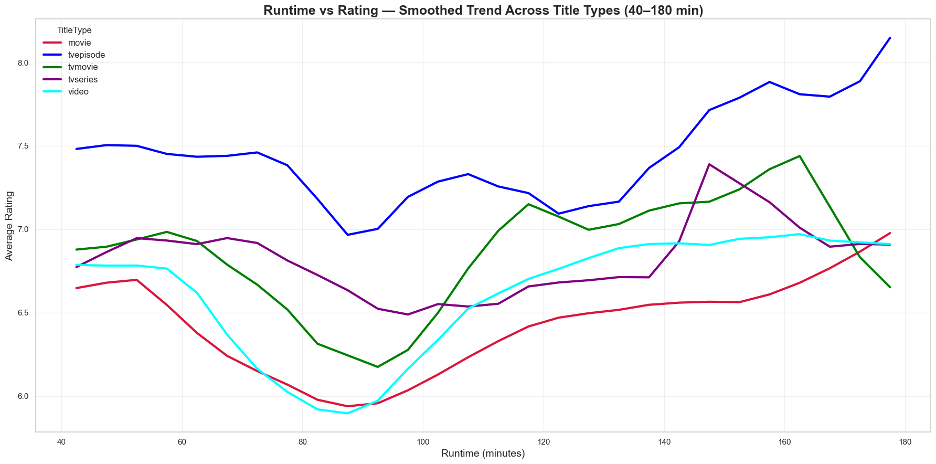 Runtime vs Rating — Smoothed Trend Across Title Types (40–180 min)
TitleType
movie
tvepisode
tvmovie
tvseries
video
8.0
7.5
7.0
6.5
6.0
Average Rating
40 60 80 100 120 140 160 180
Runtime (minutes)